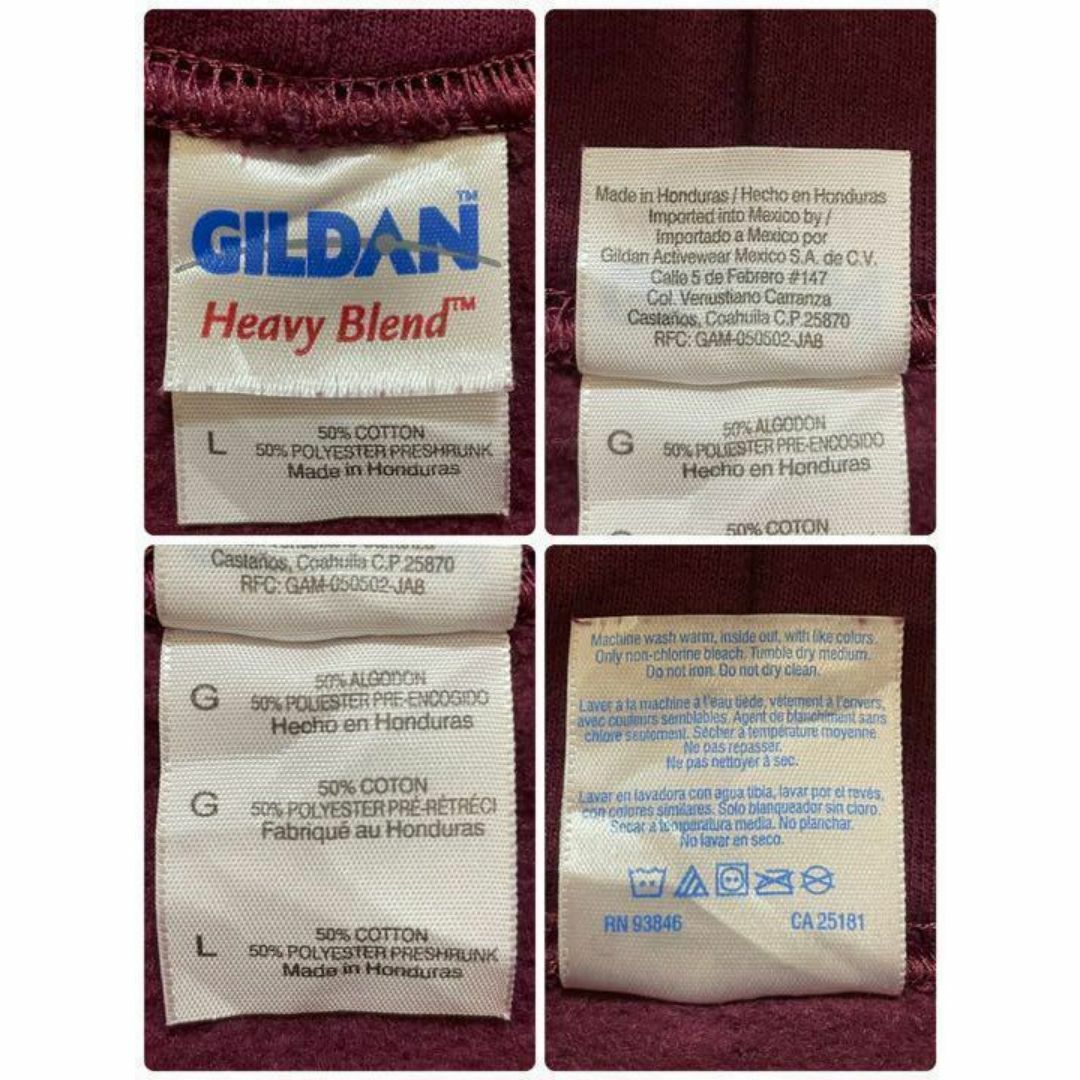 GILDAN™
Heavy Blend™
L
50% COTTON
50% POLYESTER PRESHRUNK
Made in Honduras
Made in Honduras / Hecho en Honduras
Imported into Mexico by /
Importado a Mexico por
Gildan Activewear Mexico S.A. de C.V.
Calle 5 de Febrero #147
Col. Venustiano Carranza
Castaños, Coahuila C.P. 25870
RFC: GAM-050502-JA8
G
50% ALGODON
50% POLIESTER PRE-ENCOGIDO
Hecho en Honduras
50% COTON
Castaños, Coahuila C.P 25870
RFC: GAM-050502-JA8
G
50% ALGODON
50% POLIESTER PRE-ENCOGIDO
Hecho en Honduras
G
50% COTON
50% POLYESTER PRÉ-RÉTRÉCI
Fabriqué au Honduras
L
50% COTTON
50% POLYESTER PRESHRUNK
Made in Honduras
Machine wash warm, inside out, with like colors.
Only non-chlorine bleach. Tumble dry medium.
Do not iron. Do not dry clean.
Laver à la machine à l'eau tiède, vêtement à l'envers,
avec couleurs semblables. Agent de blanchiment sans
chlore seulement. Sécher à température moyenne.
Ne pas repasser.
Ne pas nettoyer à sec.
Lavar en lavadora con agua tibia, lavar por el revés,
con colores similares. Solo blanqueador sin cloro.
Secar a temperatura media. No planchar.
No lavar en seco.
RN 93846
CA 25181